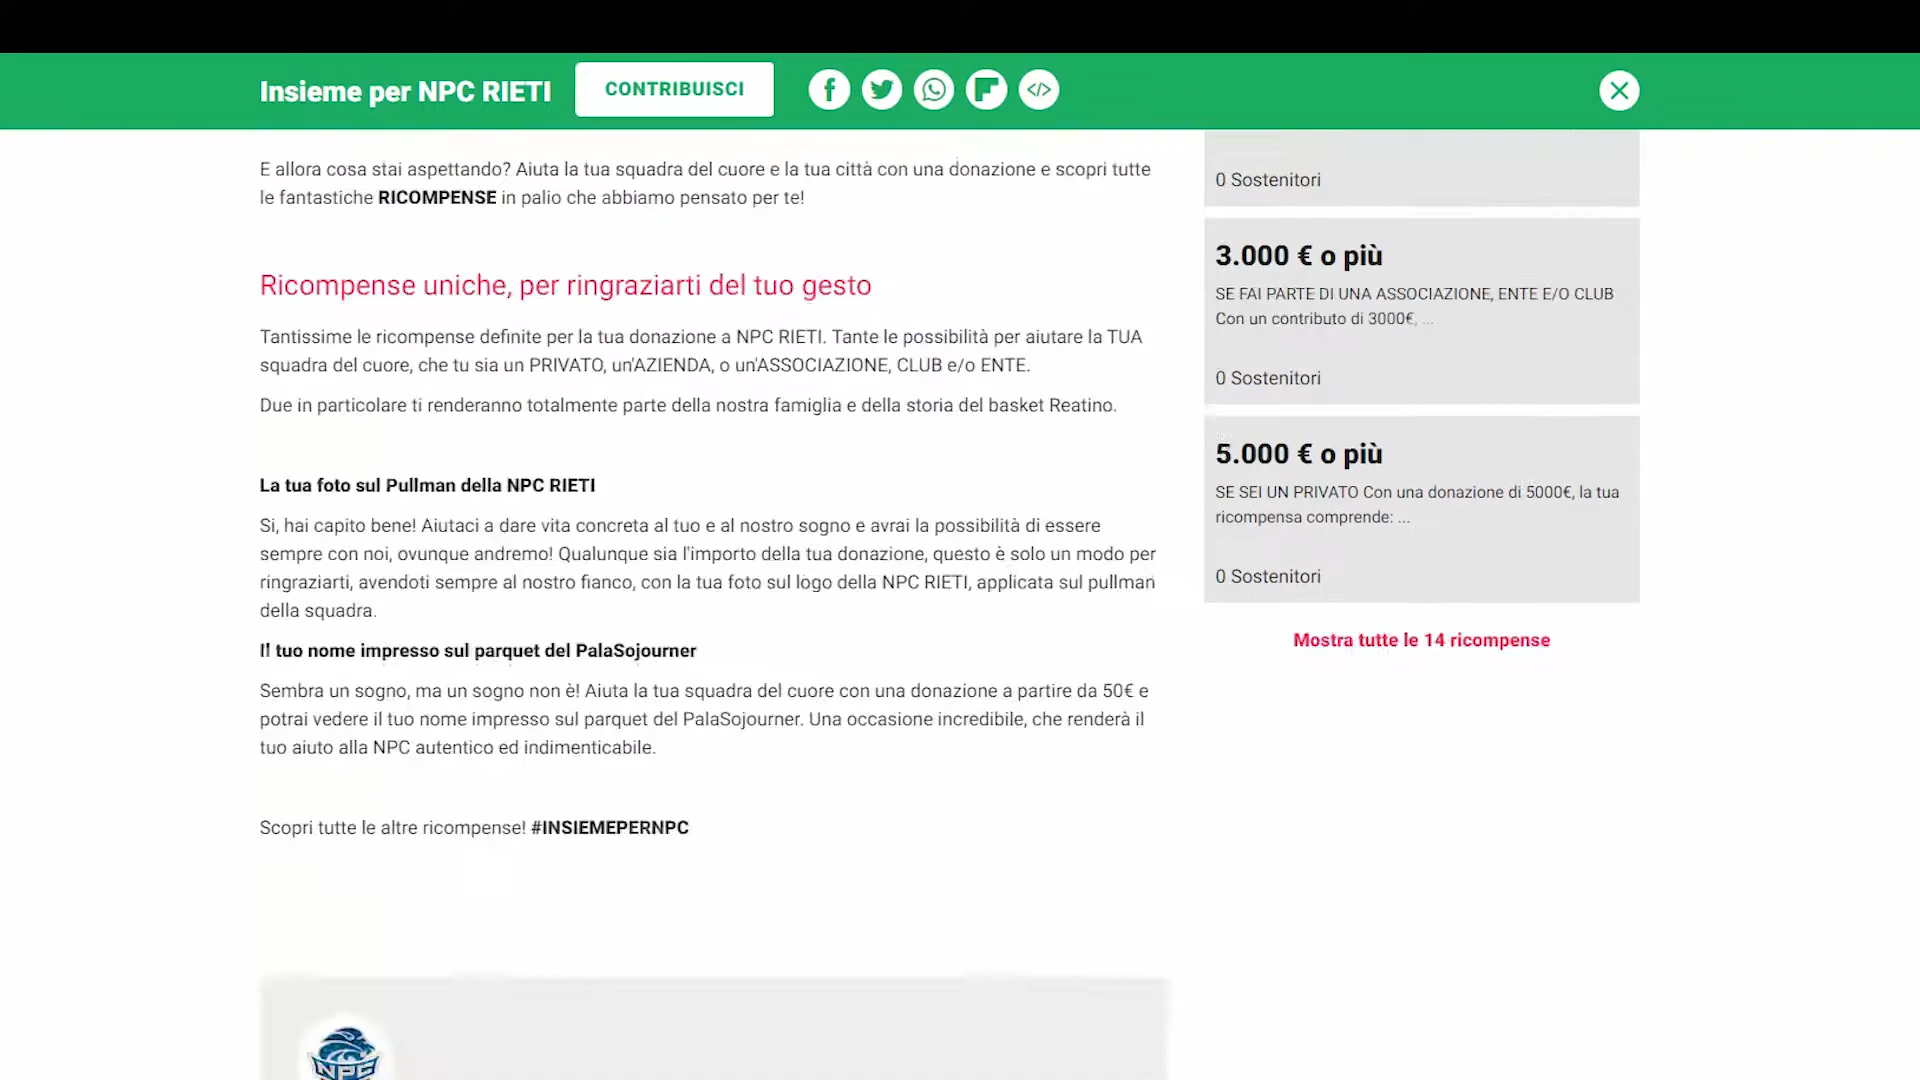 Insieme per NPC RIETI
CONTRIBUISCI
E allora cosa stai aspettando? Aiuta la tua squadra del cuore e la tua città con una donazione e scopri tutte
le fantastiche RICOMPENSE in palio che abbiamo pensato per te!
Ricompense uniche, per ringraziarti del tuo gesto
Tantissime le ricompense definite per la tua donazione a NPC RIETI. Tante le possibilità per aiutare la TUA
squadra del cuore, che tu sia un PRIVATO, un'AZIENDA, o un'ASSOCIAZIONE, CLUB e/o ENTE.
Due in particolare ti renderanno totalmente parte della nostra famiglia e della storia del basket Reatino.
La tua foto sul Pullman della NPC RIETI
Si, hai capito bene! Aiutaci a dare vita concreta al tuo e al nostro sogno e avrai la possibilità di essere
sempre con noi, ovunque andremo! Qualunque sia l'importo della tua donazione, questo è solo un modo per
ringraziarti, avendoti sempre al nostro fianco, con la tua foto sul logo della NPC RIETI, applicata sul pullman
della squadra.
Il tuo nome impresso sul parquet del PalaSojourner
Sembra un sogno, ma un sogno non è! Aiuta la tua squadra del cuore con una donazione a partire da 50€ e
potrai vedere il tuo nome impresso sul parquet del PalaSojourner. Una occasione incredibile, che renderà il
tuo aiuto alla NPC autentico ed indimenticabile.
Scopri tutte le altre ricompense! #INSIEMEPERNPC
NPC
0 Sostenitori
3.000 € o più
SE FAI PARTE DI UNA ASSOCIAZIONE, ENTE E/O CLUB
Con un contributo di 3000€, ...
0 Sostenitori
5.000 € o più
SE SEI UN PRIVATO Con una donazione di 5000€, la tua
ricompensa comprende: ...
0 Sostenitori
Mostra tutte le 14 ricompense